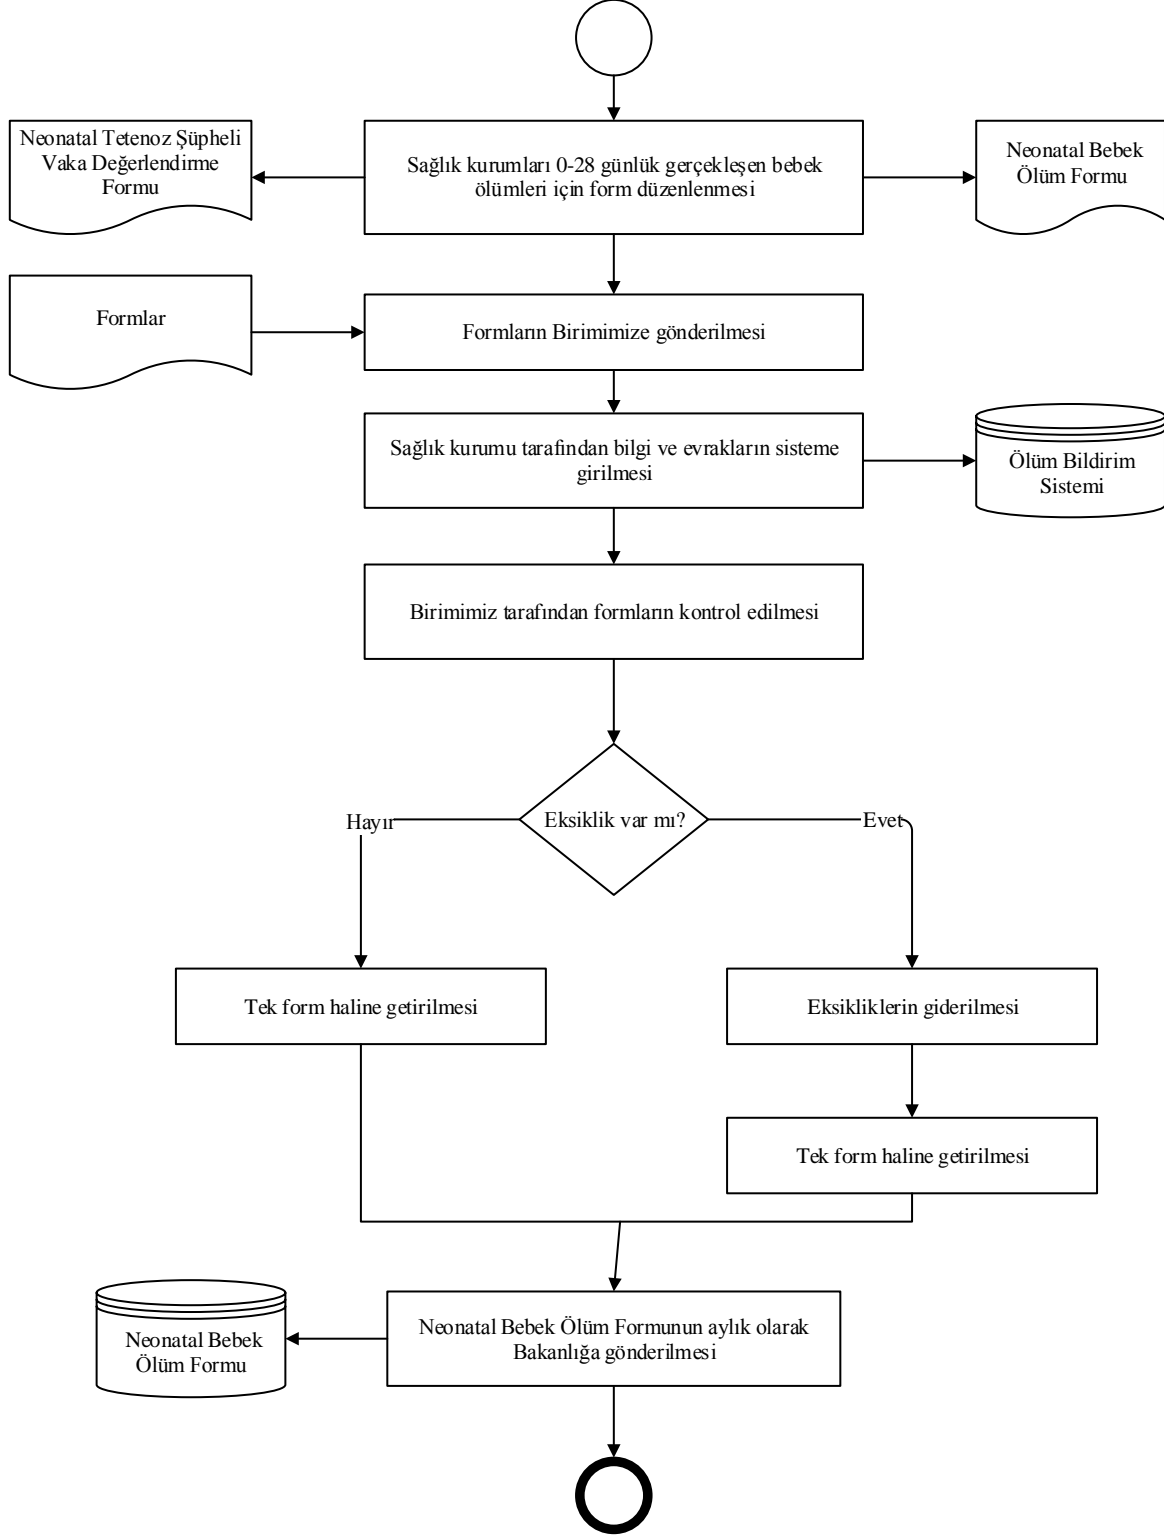 Neonatal Tetenoz Şüpheli
Vaka Değerlendirme
Formu
Sağlık kurumları 0-28 günlük gerçekleşen bebek
ölümleri için form düzenlenmesi
Neonatal Bebek
Ölüm Formu
Formlar
Formların Birimimize gönderilmesi
Sağlık kurumu tarafından bilgi ve evrakların sisteme
girilmesi
Ölüm Bildirim
Sistemi
Birimimiz tarafından formların kontrol edilmesi
Eksiklik var mı?
Hayır
Evet
Tek form haline getirilmesi
Eksikliklerin giderilmesi
Tek form haline getirilmesi
Neonatal Bebek
Ölüm Formu
Neonatal Bebek Ölüm Formunun aylık olarak
Bakanlığa gönderilmesi